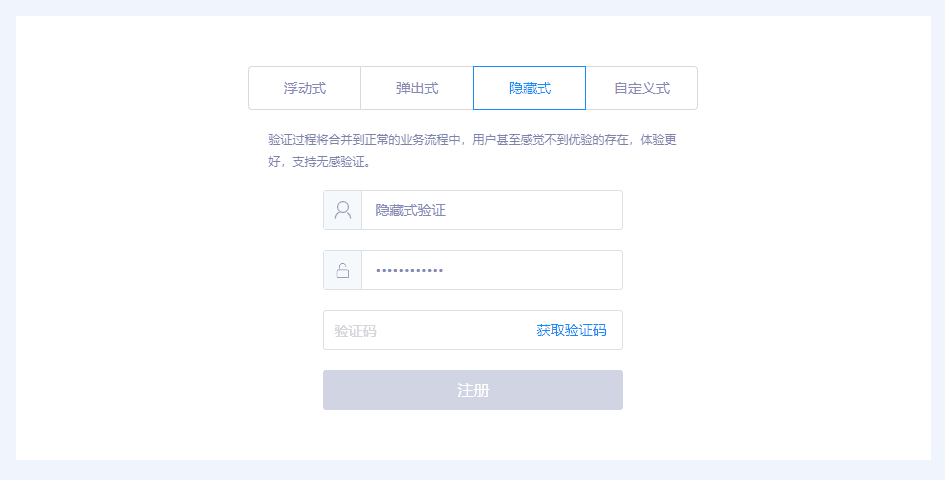 浮动式
弹出式
隐藏式
自定义式
验证过程将合并到正常的业务流程中，用户甚至感觉不到优验的存在，体验更
好，支持无感验证。
隐藏式验证
••••••••••••
验证码
获取验证码
注册